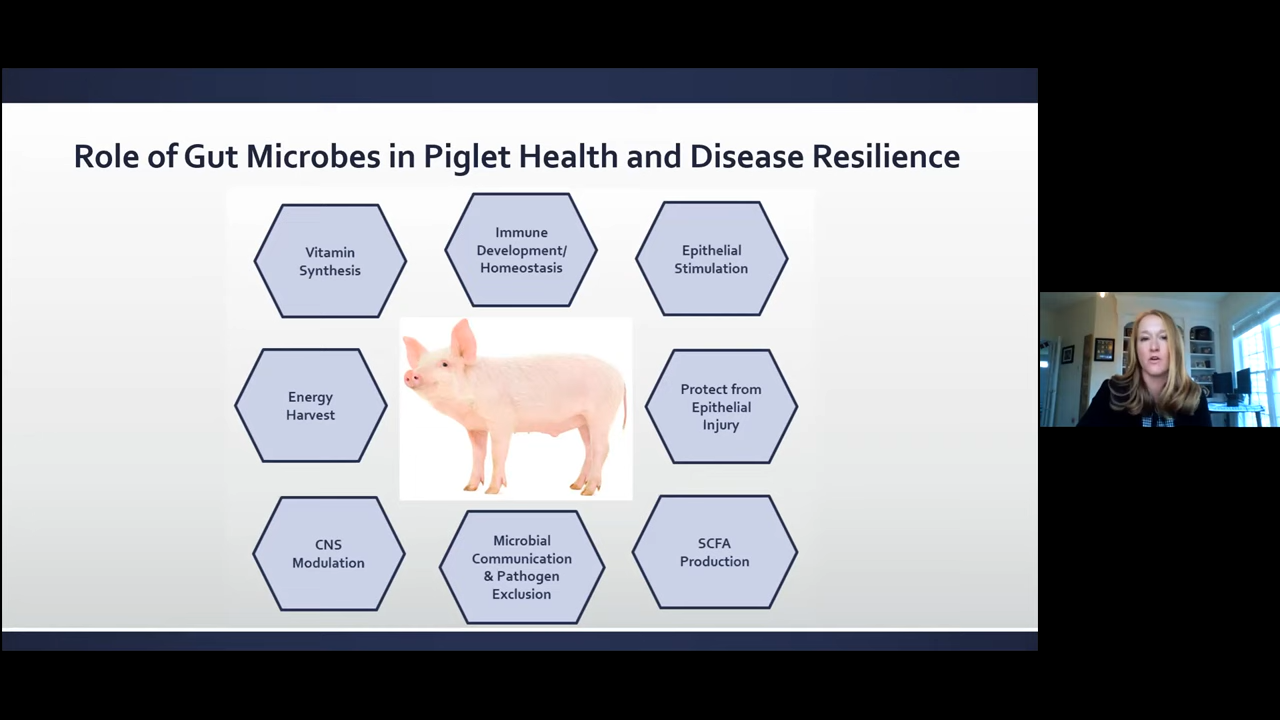 Role of Gut Microbes in Piglet Health and Disease Resilience
Vitamin
Synthesis
Immune
Development/
Homeostasis
Epithelial
Stimulation
Energy
Harvest
Protect from
Epithelial
Injury
CNS
Modulation
Microbial
Communication
& Pathogen
Exclusion
SCFA
Production